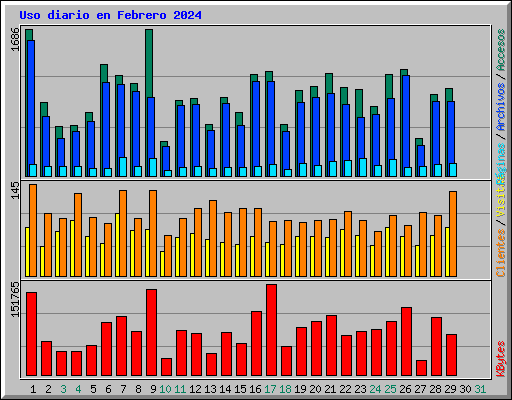 Uso diario en Febrero 2024
1686
145
151765
Accesos
/ Archivos /
Clientes / Visitas
KBytes
1 2 3 4 5 6 7 8 9 10 11 12 13 14 15 16 17 18 19 20 21 22 23 24 25 26 27 28 29 30 31